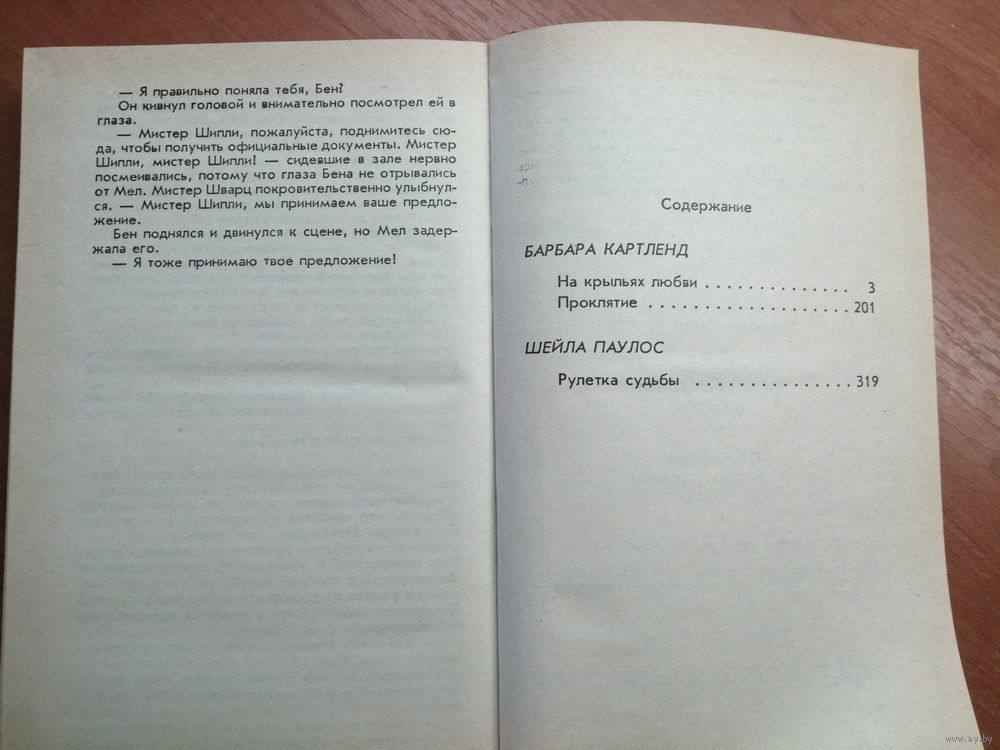 — Я правильно поняла тебя, Бен?
Он кивнул головой и внимательно посмотрел ей в
глаза.
— Мистер Шипли, пожалуйста, поднимитесь сю-
да, чтобы получить официальные документы. Мистер
Шипли, мистер Шипли! — сидевшие в зале нервно
посмеивались, потому что глаза Бена не отрывались
от Мел. Мистер Шварц покровительственно улыбнул-
ся. — Мистер Шипли, мы принимаем ваше предло-
жение.
Бен поднялся и двинулся к сцене, но Мел задер-
жала его.
— Я тоже принимаю твое предложение!
Содержание
БАРБАРА КАРТЛЕНД
На крыльях любви . . . . . . . . . . . . . . 3
Проклятие . . . . . . . . . . . . . . . . . . . 201
ШЕЙЛА ПАУЛОС
Рулетка судьбы . . . . . . . . . . . . . . . 319
www.ay.by